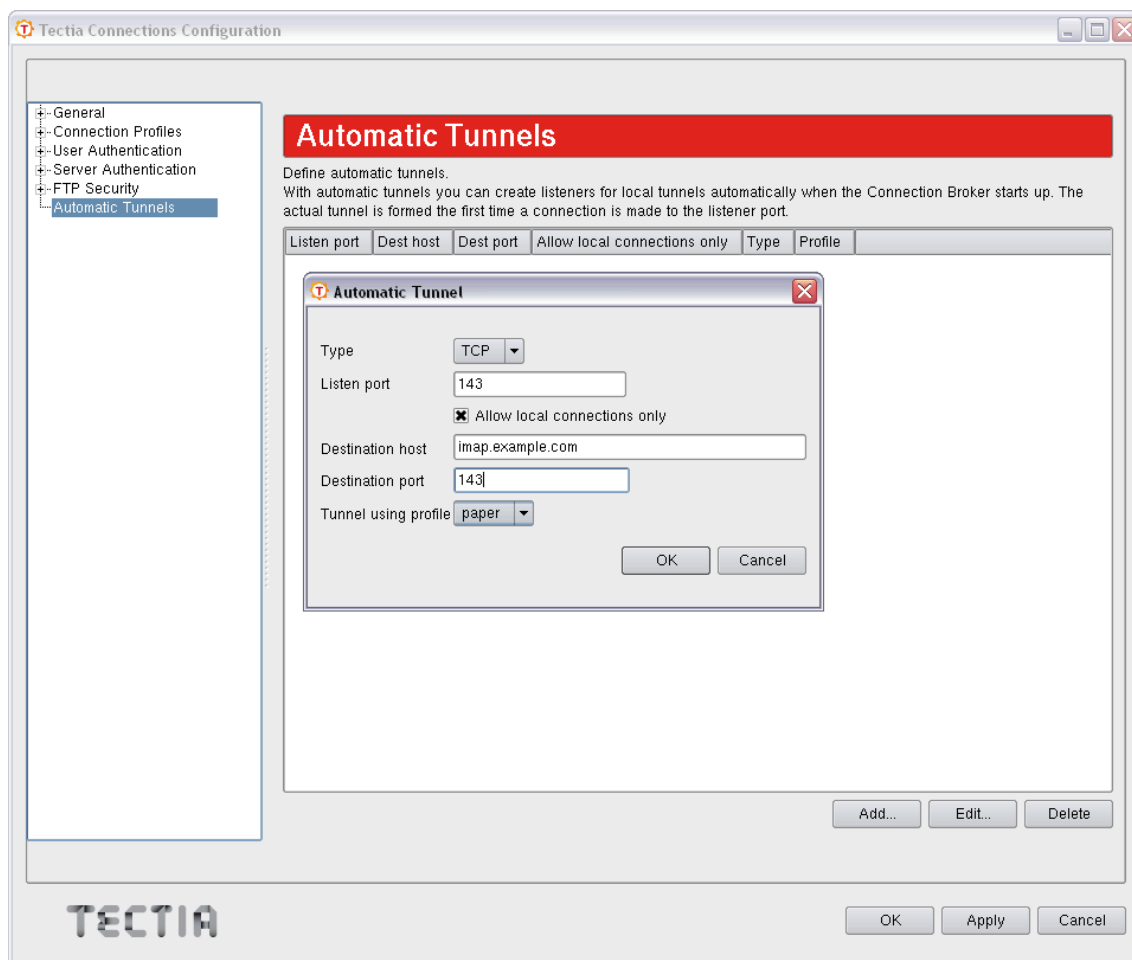 Tectia Connections Configuration
General
Connection Profiles
User Authentication
Server Authentication
FTP Security
Automatic Tunnels
Automatic Tunnels
Define automatic tunnels.
With automatic tunnels you can create listeners for local tunnels automatically when the Connection Broker starts up. The
actual tunnel is formed the first time a connection is made to the listener port.
Listen port Dest host Dest port Allow local connections only Type Profile
Automatic Tunnel
Type TCP
Listen port 143
Allow local connections only
Destination host imap.example.com
Destination port 143
Tunnel using profile paper
OK Cancel
Add... Edit... Delete
TECTIA
OK Apply Cancel